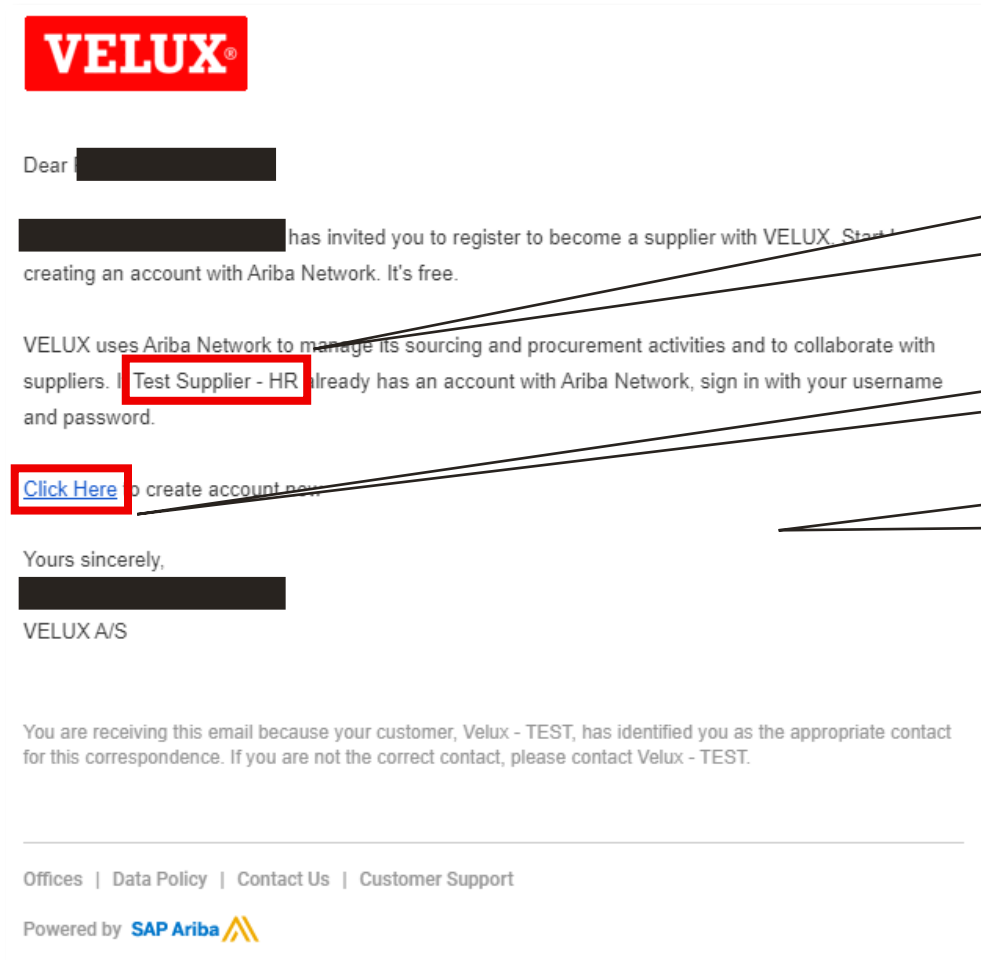 VELUX®
Dear
has invited you to register to become a supplier with VELUX. Start
creating an account with Ariba Network. It's free.
VELUX uses Ariba Network to manage its sourcing and procurement activities and to collaborate with
suppliers. Test Supplier - HR already has an account with Ariba Network, sign in with your username
and password.
Click Here to create account now
Yours sincerely,
VELUX A/S
You are receiving this email because your customer, Velux - TEST, has identified you as the appropriate contact
for this correspondence. If you are not the correct contact, please contact Velux - TEST.
Offices | Data Policy | Contact Us | Customer Support
Powered by SAP Ariba